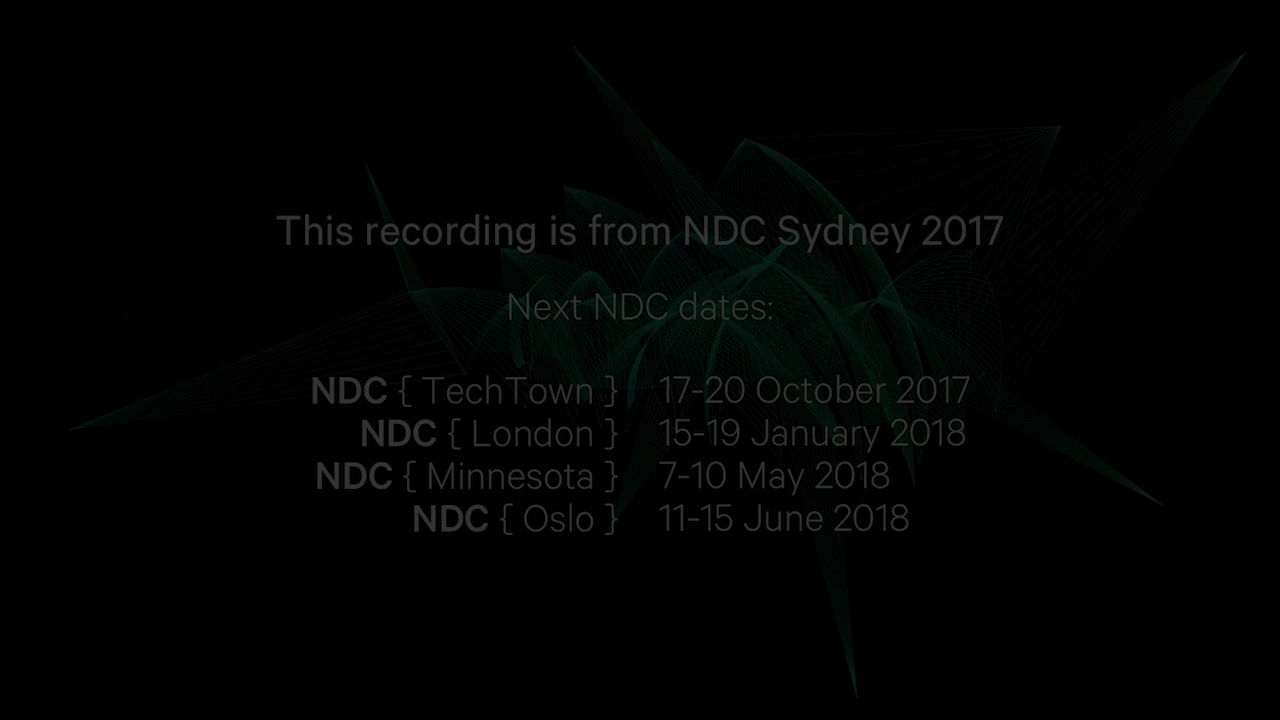 This recording is from NDC Sydney 2017
Next NDC dates:
NDC { TechTown } 17-20 October 2017
NDC { London } 15-19 January 2018
NDC { Minnesota } 7-10 May 2018
NDC { Oslo } 11-15 June 2018